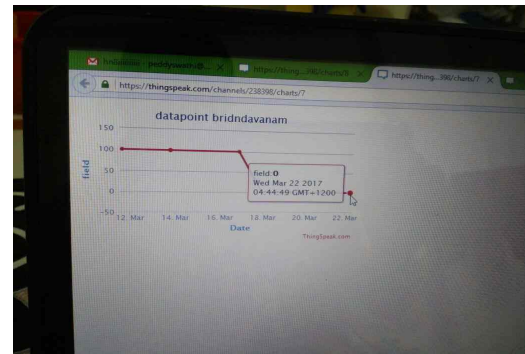 https://thing...398/charts/7
https://thingspeak.com/channels/238398/charts/7
datapoint bridndavanam
150
100
50
0
-50
field
field: 0
Wed Mar 22 2017
04:44:49 GMT+1200
12. Mar 14. Mar 16. Mar 18. Mar 20. Mar 22. Mar
Date
ThingSpeak.com